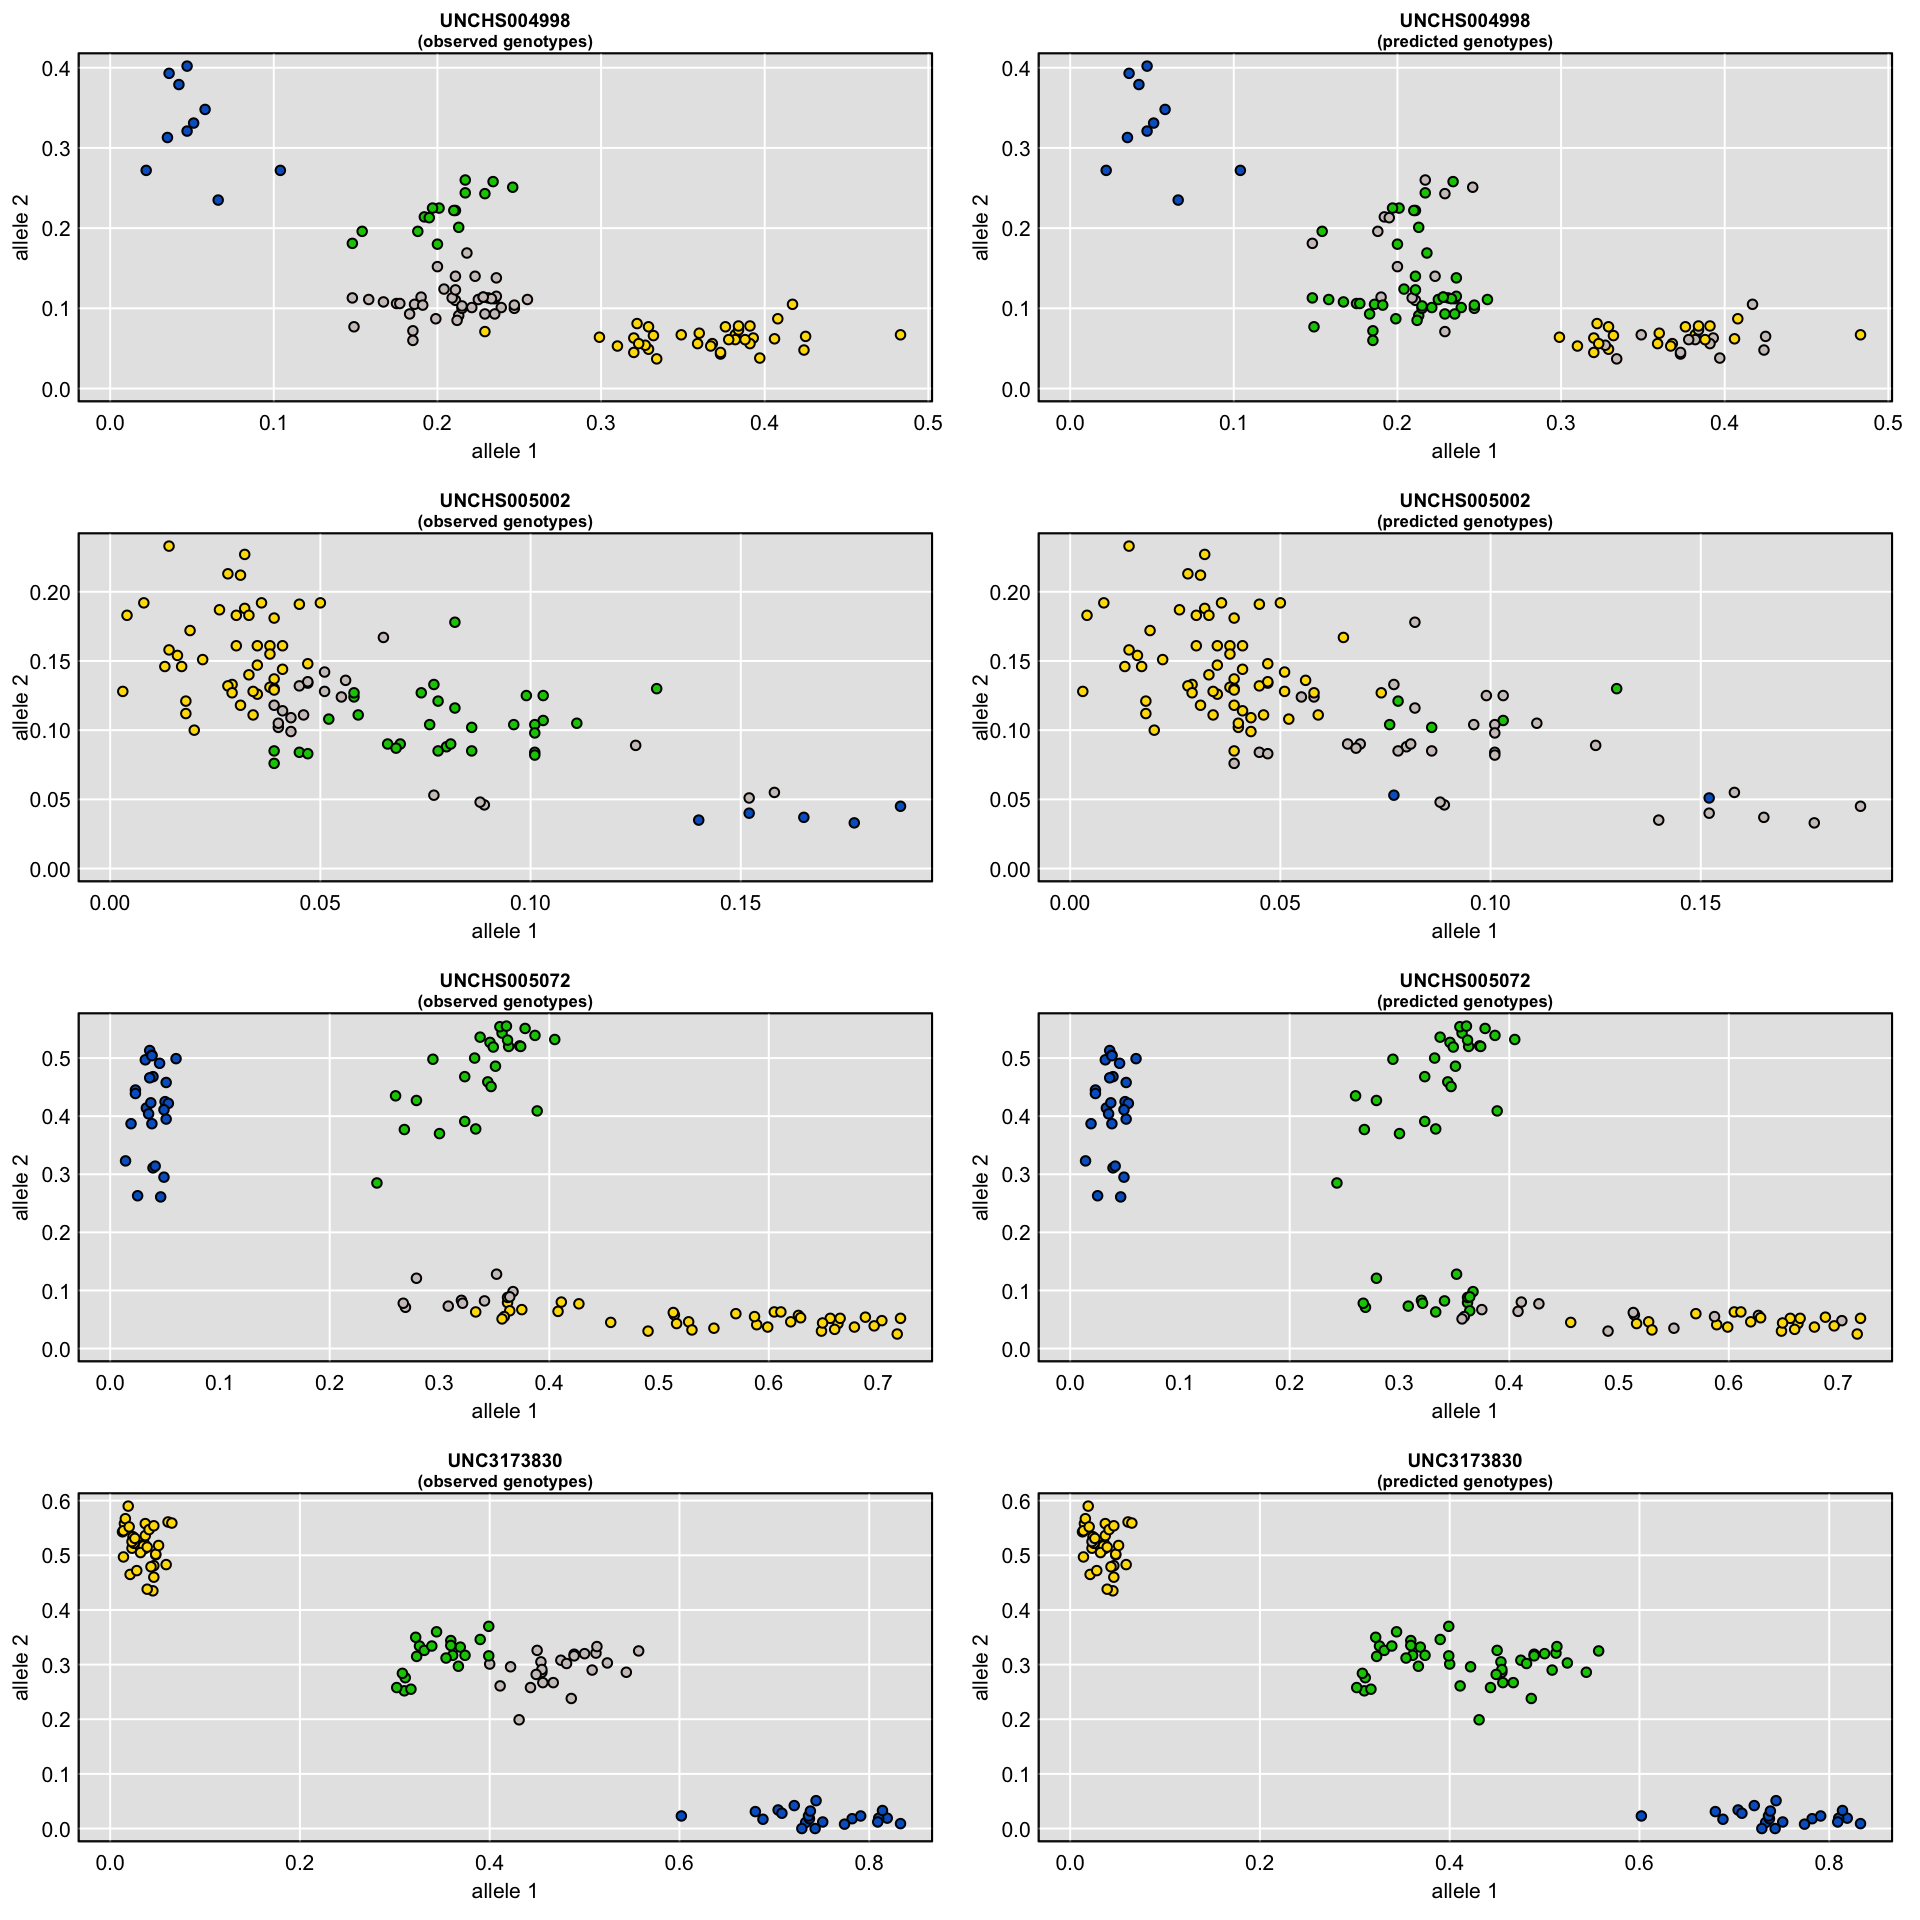 UNCHS004998
(observed genotypes)
allele 2
0.4
0.3
0.2
0.1
0.0
0.0 0.1 0.2 0.3 0.4 0.5
allele 1
UNCHS004998
(predicted genotypes)
allele 2
0.4
0.3
0.2
0.1
0.0
0.0 0.1 0.2 0.3 0.4 0.5
allele 1
UNCHS005002
(observed genotypes)
allele 2
0.20
0.15
0.10
0.05
0.00
0.00 0.05 0.10 0.15
allele 1
UNCHS005002
(predicted genotypes)
allele 2
0.20
0.15
0.10
0.05
0.00
0.00 0.05 0.10 0.15
allele 1
UNCHS005072
(observed genotypes)
allele 2
0.5
0.4
0.3
0.2
0.1
0.0
0.0 0.1 0.2 0.3 0.4 0.5 0.6 0.7
allele 1
UNCHS005072
(predicted genotypes)
allele 2
0.5
0.4
0.3
0.2
0.1
0.0
0.0 0.1 0.2 0.3 0.4 0.5 0.6 0.7
allele 1
UNC3173830
(observed genotypes)
allele 2
0.6
0.5
0.4
0.3
0.2
0.1
0.0
0.0 0.2 0.4 0.6 0.8
allele 1
UNC3173830
(predicted genotypes)
allele 2
0.6
0.5
0.4
0.3
0.2
0.1
0.0
0.0 0.2 0.4 0.6 0.8
allele 1